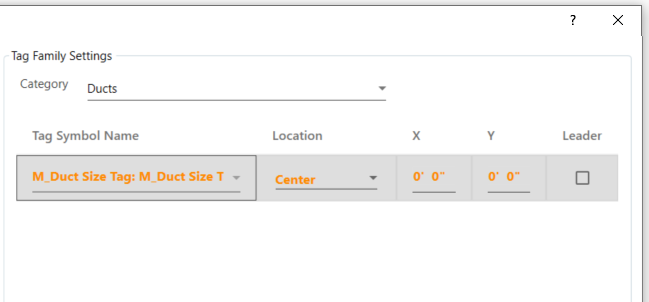 ?
Tag Family Settings
Category Ducts
Tag Symbol Name Location X Y Leader
M_Duct Size Tag: M_Duct Size T Center 0' 0" 0' 0"